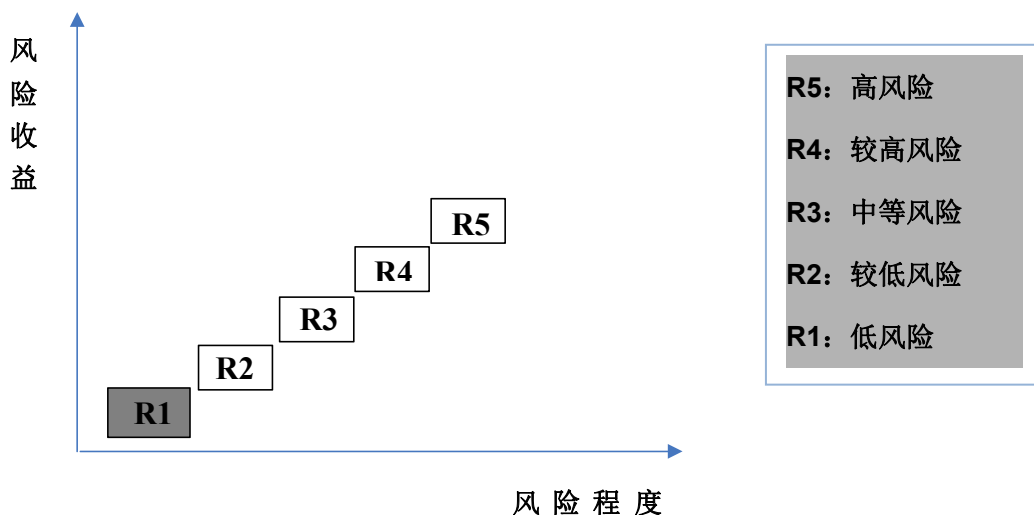 风险收益
R5
R4
R3
R2
R1
风险程度
R5：高风险
R4：较高风险
R3：中等风险
R2：较低风险
R1：低风险